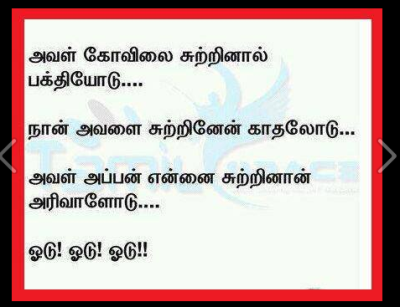 அவள் கோவிலை சுற்றினால்
பக்தியோடு....
நான் அவளை சுற்றினேன் காதலோடு...
அவள் அப்பன் என்னை சுற்றினான்
அரிவாளோடு....
ஓடு! ஓடு! ஓடு!!